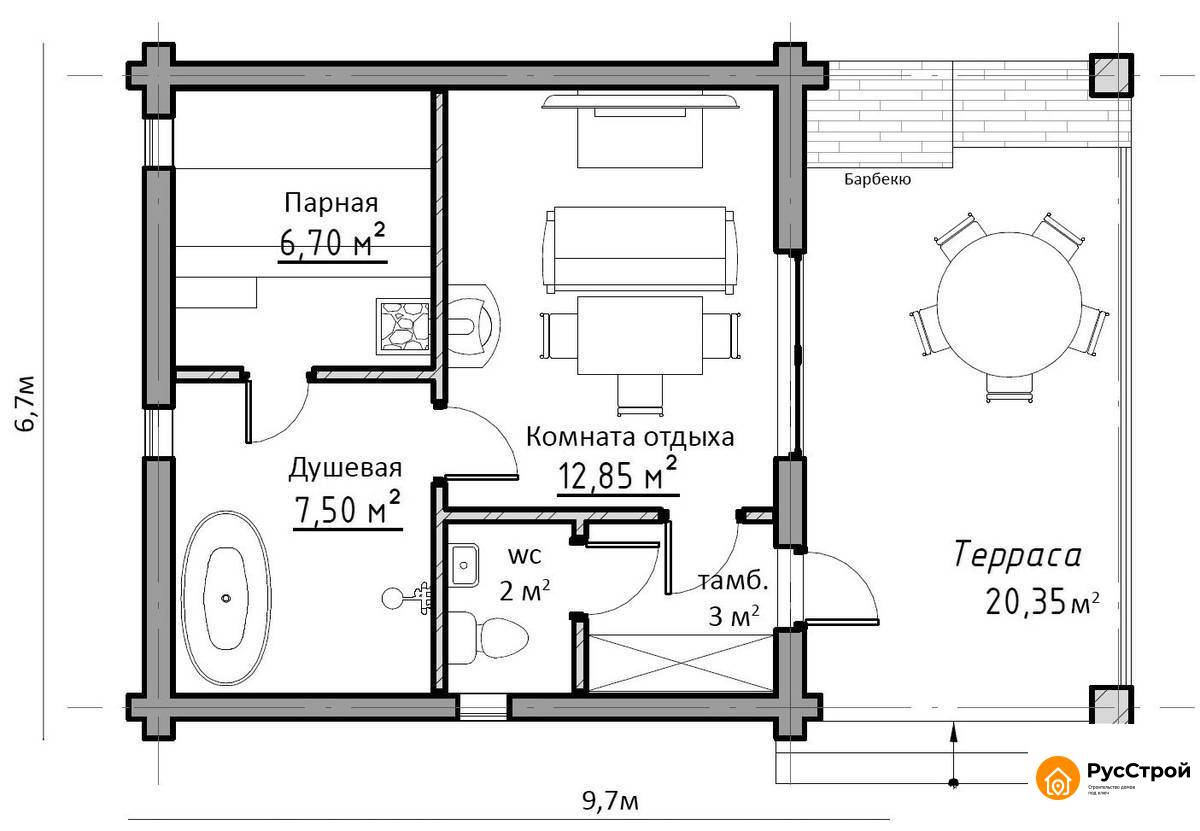 Барбекю
Парная
6,70 м²
6,7м
Комната отдыха
12,85 м²
Душевая
7,50 м²
wc
2 м²
тамб.
3 м²
Терраса
20,35 м²
9,7м
РусСтрой
Строительство домов
под ключ